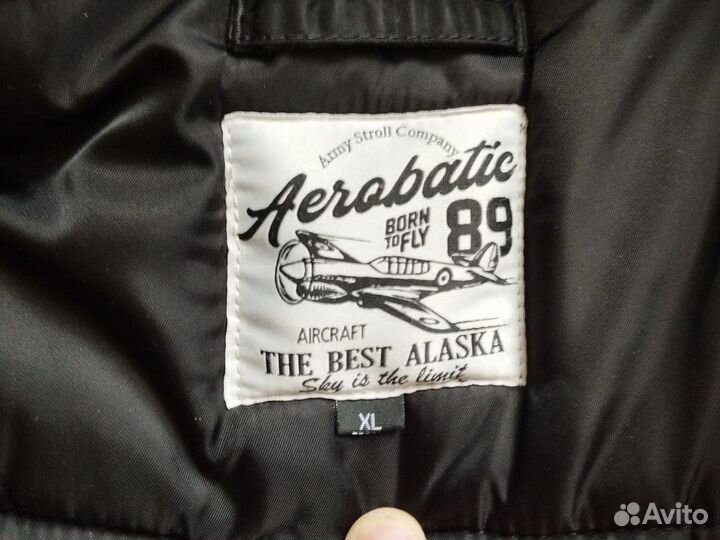 Army Stroll Company
Aerobatic
BORN
TO FLY
89
AIRCRAFT
THE BEST ALASKA
Sky is the limit
XL
Avito